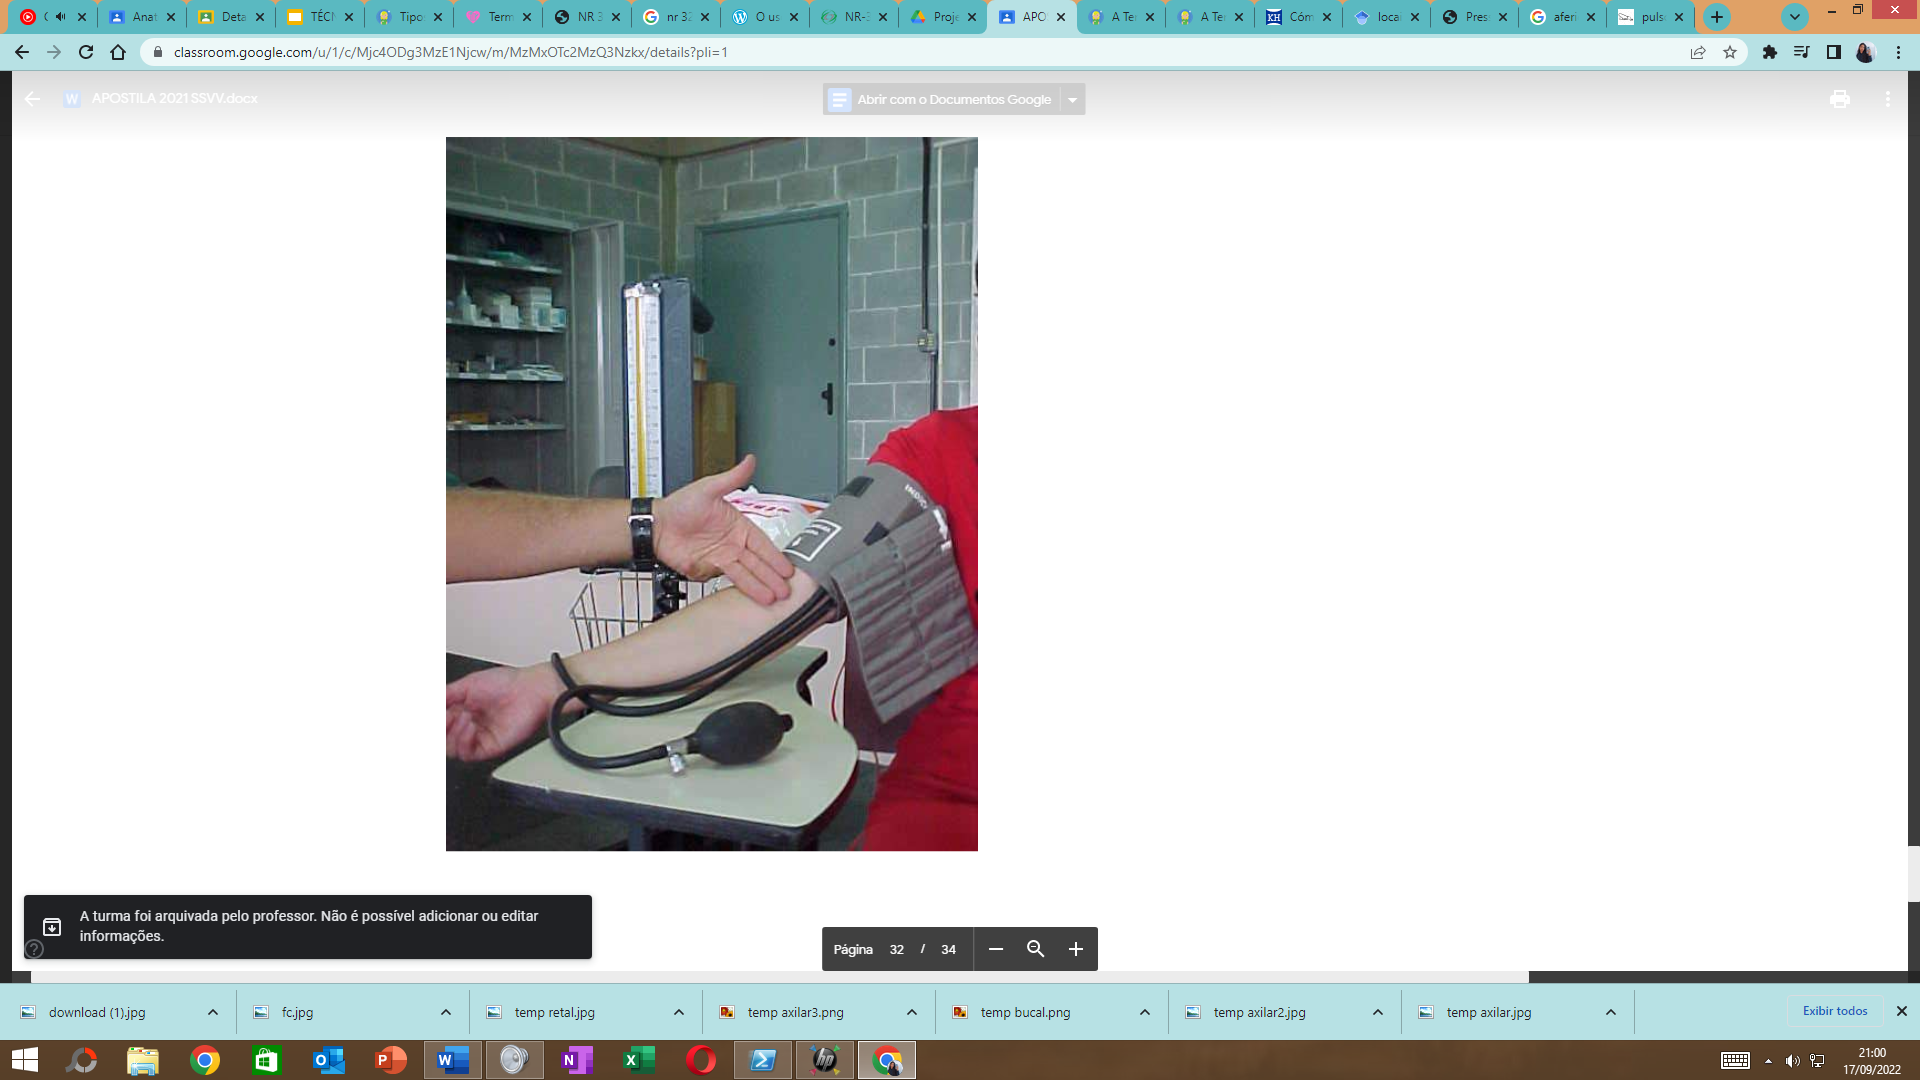 Anat
Deta
TÉCN
Tipo
Term
NR 3
nr 32
O us
NR-3
Proje
APO
A Te
A Te
Cóm
local
Pres
aferi
puls
classroom.google.com/u/1/c/Mjc4ODg3MzE1Njcw/m/MzMxOTc2MzQ3Nzkx/details?pli=1
W
APOSTILA 2021 SSVV.docx
Abrir com o Documentos Google
A turma foi arquivada pelo professor. Não é possível adicionar ou editar
informações.
Página 32 / 34
download (1).jpg
fc.jpg
temp retal.jpg
temp axilar3.png
temp bucal.png
temp axilar2.jpg
temp axilar.jpg
Exibir todos
21:00
17/09/2022